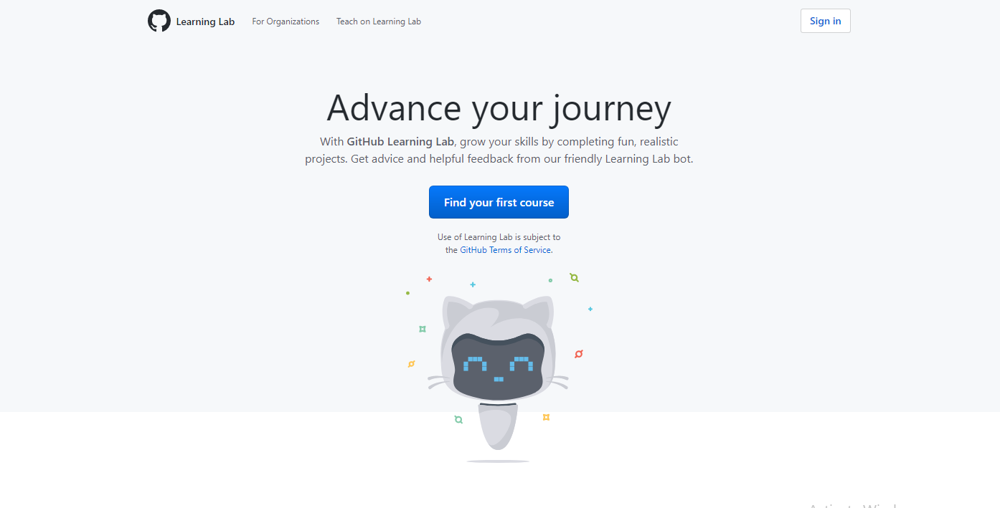 Learning Lab
For Organizations
Teach on Learning Lab
Sign in
Advance your journey
With GitHub Learning Lab, grow your skills by completing fun, realistic
projects. Get advice and helpful feedback from our friendly Learning Lab bot.
Find your first course
Use of Learning Lab is subject to
the GitHub Terms of Service.